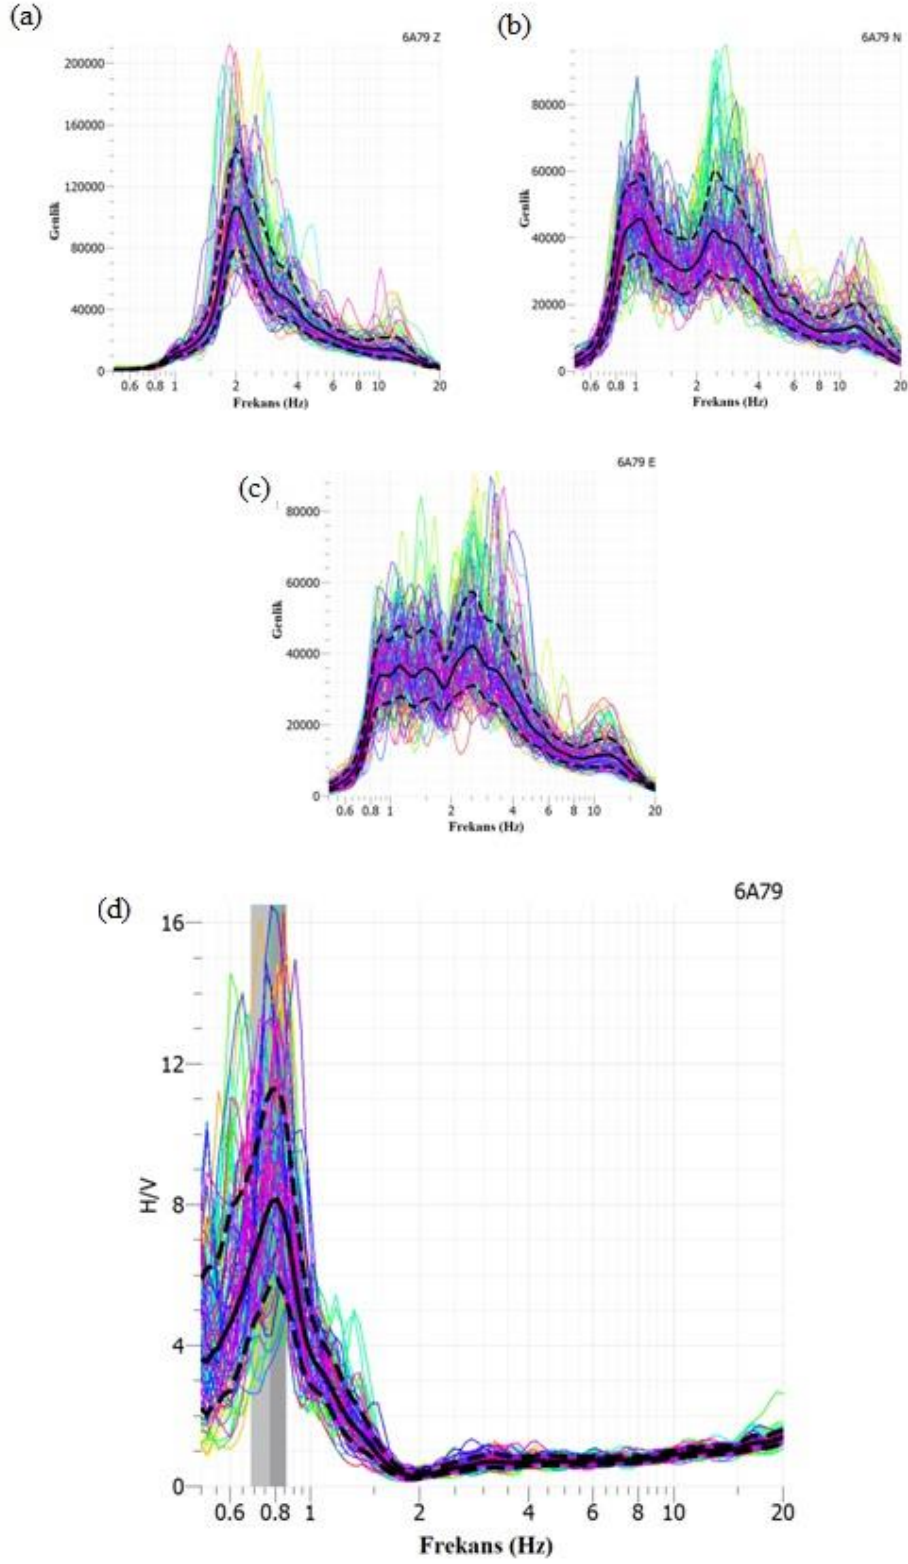 (a)
6A79 Z
200000
160000
120000
80000
40000
0
Genlik
0.6 0.8 1 2 4 6 8 10 20
Frekans (Hz)
(b)
6A79 N
80000
60000
40000
20000
0
Genlik
0.6 0.8 1 2 4 6 8 10 20
Frekans (Hz)
(c)
6A79 E
80000
60000
40000
20000
0
Genlik
0.6 0.8 1 2 4 6 8 10 20
Frekans (Hz)
(d)
6A79
16
12
8
4
0
H/V
0.6 0.8 1 2 4 6 8 10 20
Frekans (Hz)